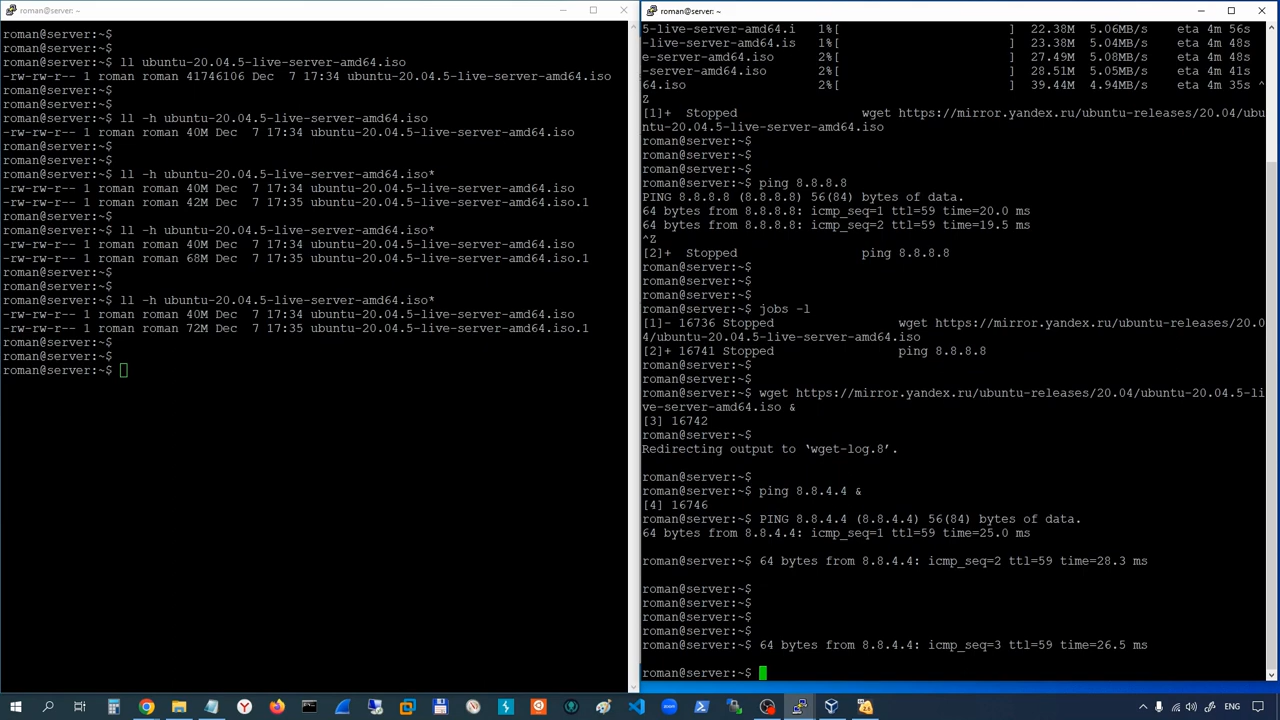 roman@server: ~
roman@server:~$
roman@server:~$
roman@server:~$ ll ubuntu-20.04.5-live-server-amd64.iso
-rw-rw-r-- 1 roman roman 41746106 Dec  7 17:34 ubuntu-20.04.5-live-server-amd64.iso
roman@server:~$
roman@server:~$
roman@server:~$ ll -h ubuntu-20.04.5-live-server-amd64.iso
-rw-rw-r-- 1 roman roman 40M Dec  7 17:34 ubuntu-20.04.5-live-server-amd64.iso
roman@server:~$
roman@server:~$
roman@server:~$ ll -h ubuntu-20.04.5-live-server-amd64.iso*
-rw-rw-r-- 1 roman roman 40M Dec  7 17:34 ubuntu-20.04.5-live-server-amd64.iso
-rw-rw-r-- 1 roman roman 42M Dec  7 17:35 ubuntu-20.04.5-live-server-amd64.iso.1
roman@server:~$
roman@server:~$ ll -h ubuntu-20.04.5-live-server-amd64.iso*
-rw-rw-r-- 1 roman roman 40M Dec  7 17:34 ubuntu-20.04.5-live-server-amd64.iso
-rw-rw-r-- 1 roman roman 68M Dec  7 17:35 ubuntu-20.04.5-live-server-amd64.iso.1
roman@server:~$
roman@server:~$
roman@server:~$ ll -h ubuntu-20.04.5-live-server-amd64.iso*
-rw-rw-r-- 1 roman roman 40M Dec  7 17:34 ubuntu-20.04.5-live-server-amd64.iso
-rw-rw-r-- 1 roman roman 72M Dec  7 17:35 ubuntu-20.04.5-live-server-amd64.iso.1
roman@server:~$
roman@server:~$
roman@server:~$
roman@server: ~
5-live-server-amd64.i   1%[                    ]  22.38M  5.06MB/s    eta 4m 56s
-live-server-amd64.is   1%[                    ]  23.38M  5.04MB/s    eta 4m 48s
e-server-amd64.iso      2%[                    ]  27.49M  5.08MB/s    eta 4m 48s
-server-amd64.iso       2%[                    ]  28.51M  5.05MB/s    eta 4m 41s
64.iso                  2%[                    ]  39.44M  4.94MB/s    eta 4m 35s ^
Z
[1]+  Stopped                 wget https://mirror.yandex.ru/ubuntu-releases/20.04/ubu
ntu-20.04.5-live-server-amd64.iso
roman@server:~$
roman@server:~$
roman@server:~$
roman@server:~$ ping 8.8.8.8
PING 8.8.8.8 (8.8.8.8) 56(84) bytes of data.
64 bytes from 8.8.8.8: icmp_seq=1 ttl=59 time=20.0 ms
64 bytes from 8.8.8.8: icmp_seq=2 ttl=59 time=19.5 ms
^Z
[2]+  Stopped                 ping 8.8.8.8
roman@server:~$
roman@server:~$
roman@server:~$
roman@server:~$ jobs -l
[1]- 16736 Stopped                 wget https://mirror.yandex.ru/ubuntu-releases/20.0
4/ubuntu-20.04.5-live-server-amd64.iso
[2]+ 16741 Stopped                 ping 8.8.8.8
roman@server:~$
roman@server:~$
roman@server:~$ wget https://mirror.yandex.ru/ubuntu-releases/20.04/ubuntu-20.04.5-li
ve-server-amd64.iso &
[3] 16742
roman@server:~$
Redirecting output to ‘wget-log.8’.
roman@server:~$
roman@server:~$ ping 8.8.4.4 &
[4] 16746
roman@server:~$ PING 8.8.4.4 (8.8.4.4) 56(84) bytes of data.
64 bytes from 8.8.4.4: icmp_seq=1 ttl=59 time=25.0 ms
roman@server:~$ 64 bytes from 8.8.4.4: icmp_seq=2 ttl=59 time=28.3 ms
roman@server:~$
roman@server:~$
roman@server:~$
roman@server:~$
roman@server:~$ 64 bytes from 8.8.4.4: icmp_seq=3 ttl=59 time=26.5 ms
roman@server:~$
ENG